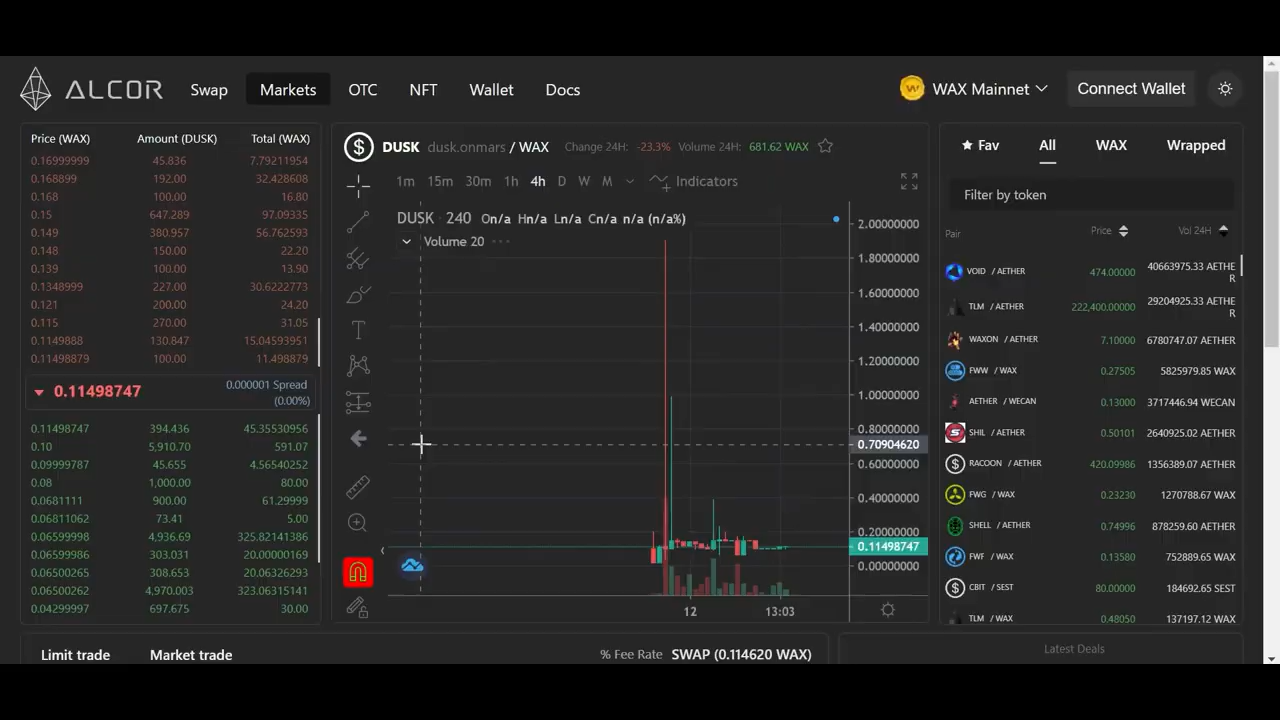 ALCOR Swap Markets OTC NFT Wallet Docs WAX Mainnet Connect Wallet
Price (WAX) Amount (DUSK) Total (WAX)
0.16999999 45.836 7.79211954
0.168899 192.00 32.428608
0.168 100.00 16.80
0.15 647.289 97.09335
0.149 380.957 56.762593
0.148 150.00 22.20
0.139 100.00 13.90
0.1348999 227.00 30.6222773
0.121 200.00 24.20
0.115 270.00 31.05
0.1149888 130.847 15.04593951
0.11498879 100.00 11.498879
0.11498747 0.000001 Spread
(0.00%)
0.11498747 394.436 45.35530956
0.10 5,910.70 591.07
0.09999787 45.655 4.56540252
0.08 1,000.00 80.00
0.0681111 900.00 61.29999
0.06811062 73.41 5.00
0.06599998 4,936.69 325.82141386
0.06599986 303.031 20.00000169
0.06500265 308.653 20.06326293
0.06500262 4,970.003 323.06315141
0.04299997 697.675 30.00
$ DUSK dusk.onmars / WAX Change 24H: -23.3% Volume 24H: 681.62 WAX
1m 15m 30m 1h 4h D W M Indicators
DUSK 240 On/a Hn/a Ln/a Cn/a n/a (n/a%)
Volume 20
T
2.00000000
1.80000000
1.60000000
1.40000000
1.20000000
1.00000000
0.80000000
0.70904620
0.60000000
0.40000000
0.20000000
0.11498747
0.00000000
12 13:03
Fav All WAX Wrapped
Filter by token
Pair Price Vol 24H
VOID / AETHER 474.00000 40663975.33 AETHE
R
TLM / AETHER 222,400.00000 29204925.33 AETHE
R
WAXON / AETHER 7.10000 6780747.07 AETHER
FWW / WAX 0.27505 5825979.85 WAX
AETHER / WECAN 0.13000 3717446.94 WECAN
S SHIL / AETHER 0.50101 2640925.02 AETHER
$ RACOON / AETHER 420.09986 1356389.07 AETHER
FWG / WAX 0.23230 1270788.67 WAX
SHELL / AETHER 0.74996 878259.60 AETHER
FWF / WAX 0.13580 752889.65 WAX
$ CBIT / SEST 80.00000 184692.65 SEST
TLM / WAX 0.48050 137197.12 WAX
Limit trade Market trade % Fee Rate SWAP (0.114620 WAX)
Latest Deals